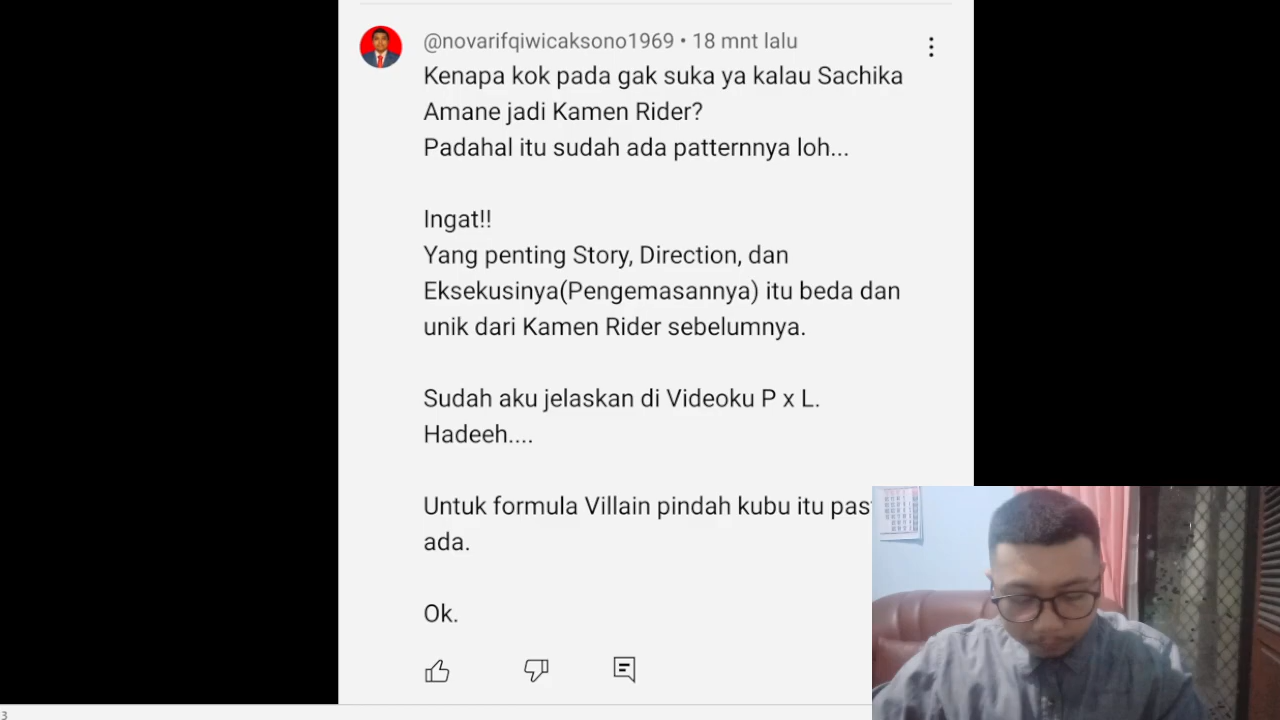 @novarifqiwicaksono1969 • 18 mnt lalu
Kenapa kok pada gak suka ya kalau Sachika
Amane jadi Kamen Rider?
Padahal itu sudah ada patternnya loh...
Ingat!!
Yang penting Story, Direction, dan
Eksekusinya(Pengemasannya) itu beda dan
unik dari Kamen Rider sebelumnya.
Sudah aku jelaskan di Videoku P x L.
Hadeeh....
Untuk formula Villain pindah kubu itu
ada.
Ok.
3